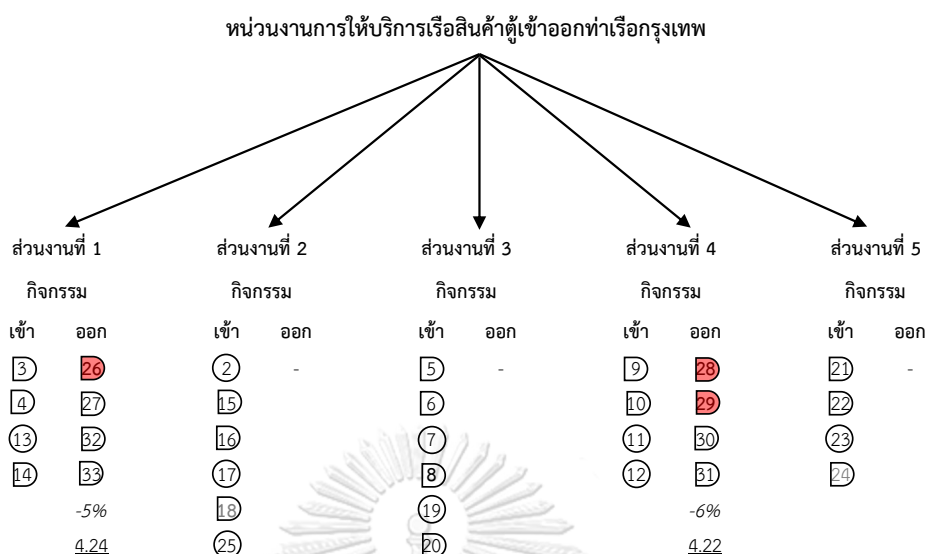 หน่วยงานการให้บริการเรือสินค้าตู้เข้าออกท่าเรือกรุงเทพ
ส่วนงานที่ 1 ส่วนงานที่ 2 ส่วนงานที่ 3 ส่วนงานที่ 4 ส่วนงานที่ 5
กิจกรรม กิจกรรม กิจกรรม กิจกรรม กิจกรรม
เข้า ออก เข้า ออก เข้า ออก เข้า ออก เข้า ออก
3 26 2 - 5 - 9 28 21 -
4 27 15 6 10 29 22
13 32 16 7 11 30 23
14 33 17 8 12 31 24
-5% 18 19 -6%
4.24 25 20 4.22